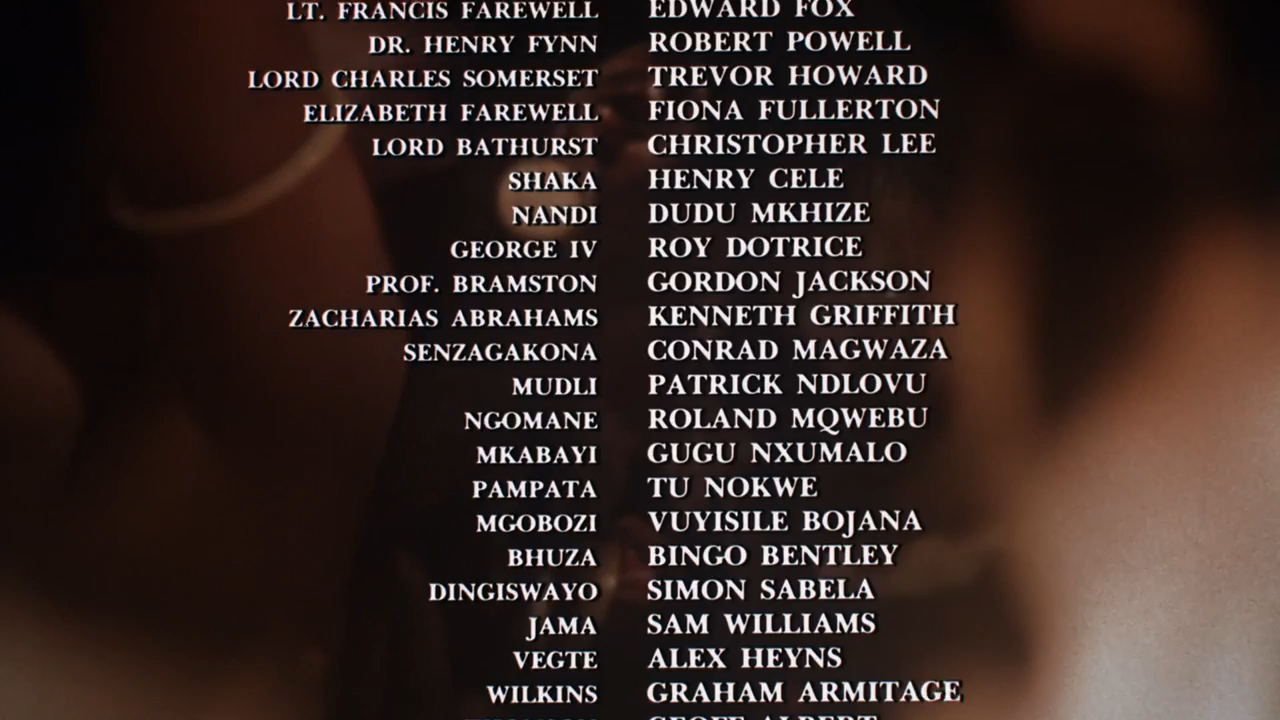 LT. FRANCIS FAREWELL EDWARD FOX
DR. HENRY FYNN ROBERT POWELL
LORD CHARLES SOMERSET TREVOR HOWARD
ELIZABETH FAREWELL FIONA FULLERTON
LORD BATHURST CHRISTOPHER LEE
SHAKA HENRY CELE
NANDI DUDU MKHIZE
GEORGE IV ROY DOTRICE
PROF. BRAMSTON GORDON JACKSON
ZACHARIAS ABRAHAMS KENNETH GRIFFITH
SENZAGAKONA CONRAD MAGWAZA
MUDLI PATRICK NDLOVU
NGOMANE ROLAND MQWEBU
MKABAYI GUGU NXUMALO
PAMPATA TU NOKWE
MGOBOZI VUYISILE BOJANA
BHUZA BINGO BENTLEY
DINGISWAYO SIMON SABELA
JAMA SAM WILLIAMS
VEGTE ALEX HEYNS
WILKINS GRAHAM ARMITAGE